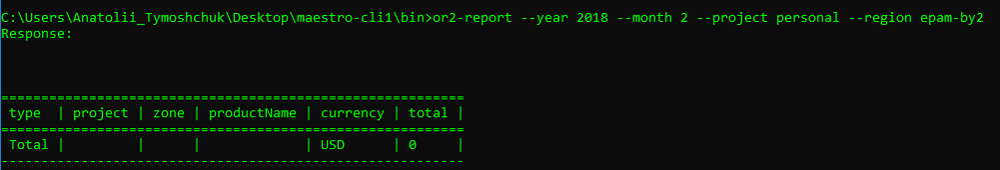 C:\Users\Anatolii_Tymoshchuk\Desktop\maestro-cli1\bin>or2-report --year 2018 --month 2 --project personal --region epam-by2
Response:
==========================================================
type | project | zone | productName | currency | total |
==========================================================
Total | | | | USD | 0 |
----------------------------------------------------------